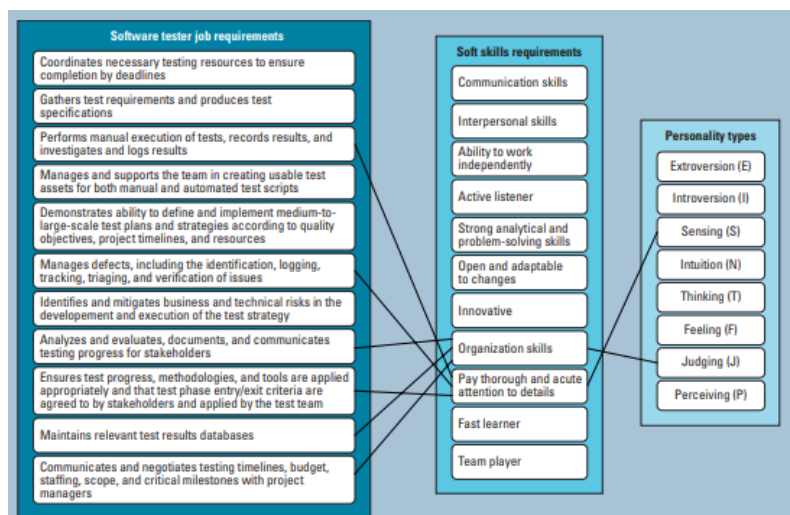 Software tester job requirements
Coordinates necessary testing resources to ensure
completion by deadlines
Gathers test requirements and produces test
specifications
Performs manual execution of tests, records results, and
investigates and logs results
Manages and supports the team in creating usable test
assets for both manual and automated test scripts
Demonstrates ability to define and implement medium-to-
large-scale test plans and strategies according to quality
objectives, project timelines, and resources
Manages defects, including the identification, logging,
tracking, triaging, and verification of issues
Identifies and mitigates business and technical risks in the
developement and execution of the test strategy
Analyzes and evaluates, documents, and communicates
testing progress for stakeholders
Ensures test progress, methodologies, and tools are applied
appropriately and that test phase entry/exit criteria are
agreed to by stakeholders and applied by the test team
Maintains relevant test results databases
Communicates and negotiates testing timelines, budget,
staffing, scope, and critical milestones with project
managers
Soft skills requirements
Communication skills
Interpersonal skills
Ability to work
independently
Active listener
Strong analytical and
problem-solving skills
Open and adaptable
to changes
Innovative
Organization skills
Pay thorough and acute
attention to details
Fast learner
Team player
Personality types
Extroversion (E)
Introversion (I)
Sensing (S)
Intuition (N)
Thinking (T)
Feeling (F)
Judging (J)
Perceiving (P)